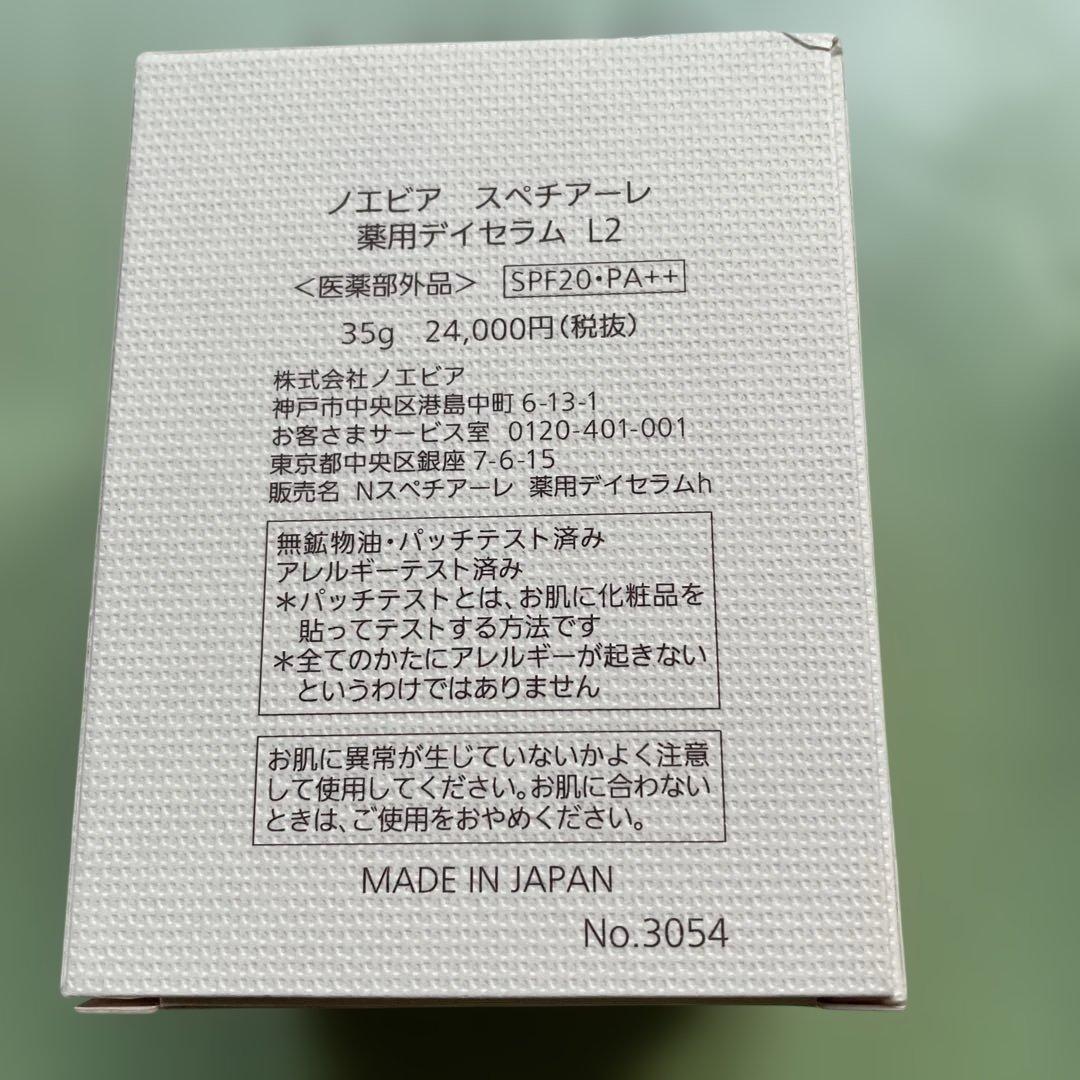 ノエビア スペチアーレ
薬用デイセラム L2
＜医薬部外品＞ SPF20・PA++
35g 24,000円（税抜）
株式会社ノエビア
神戸市中央区港島中町 6-13-1
お客さまサービス室 0120-401-001
東京都中央区銀座 7-6-15
販売名 Nスペチアーレ 薬用デイセラムh
無鉱物油・パッチテスト済み
アレルギーテスト済み
＊パッチテストとは、お肌に化粧品を
貼ってテストする方法です
＊全てのかたにアレルギーが起きない
というわけではありません
お肌に異常が生じていないかよく注意
して使用してください。お肌に合わない
ときは、ご使用をおやめください。
MADE IN JAPAN
No.3054